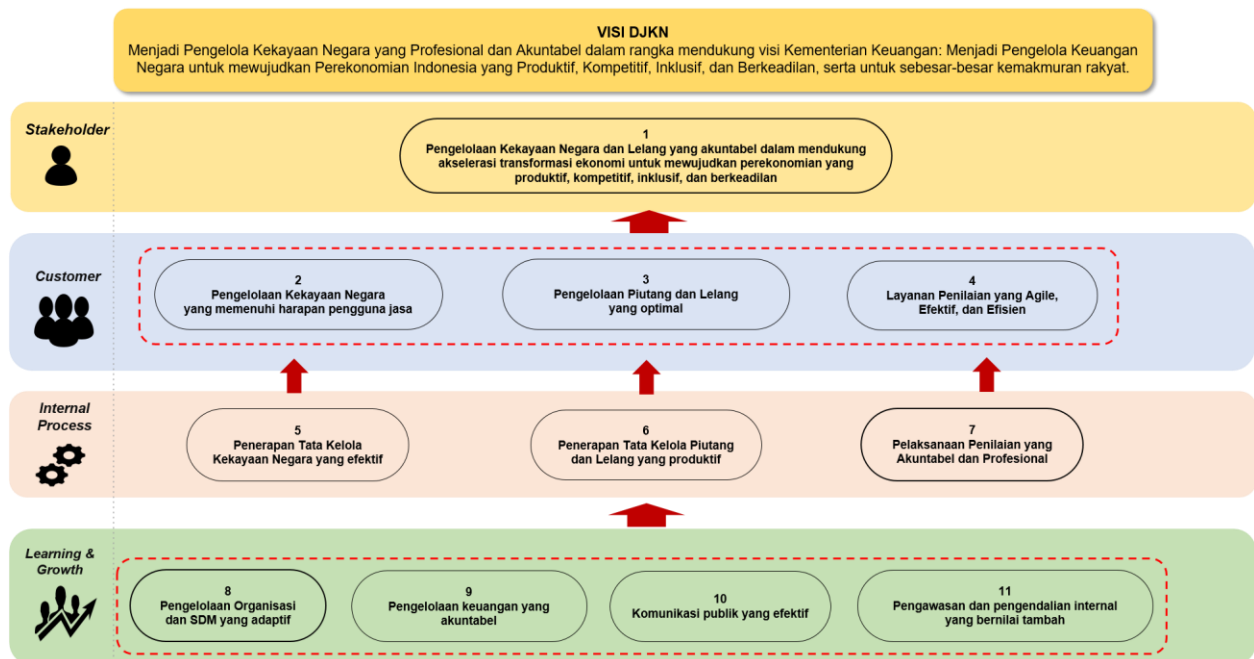 VISI DJKN
Menjadi Pengelola Kekayaan Negara yang Profesional dan Akuntabel dalam rangka mendukung visi Kementerian Keuangan: Menjadi Pengelola Keuangan
Negara untuk mewujudkan Perekonomian Indonesia yang Produktif, Kompetitif, Inklusif, dan Berkeadilan, serta untuk sebesar-besar kemakmuran rakyat.
Stakeholder
1
Pengelolaan Kekayaan Negara dan Lelang yang akuntabel dalam mendukung
akselerasi transformasi ekonomi untuk mewujudkan perekonomian yang
produktif, kompetitif, inklusif, dan berkeadilan
Customer
2
Pengelolaan Kekayaan Negara
yang memenuhi harapan pengguna jasa
3
Pengelolaan Piutang dan Lelang
yang optimal
4
Layanan Penilaian yang Agile,
Efektif, dan Efisien
Internal
Process
5
Penerapan Tata Kelola
Kekayaan Negara yang efektif
6
Penerapan Tata Kelola Piutang
dan Lelang yang produktif
7
Pelaksanaan Penilaian yang
Akuntabel dan Profesional
Learning &
Growth
8
Pengelolaan Organisasi
dan SDM yang adaptif
9
Pengelolaan keuangan yang
akuntabel
10
Komunikasi publik yang efektif
11
Pengawasan dan pengendalian internal
yang bernilai tambah